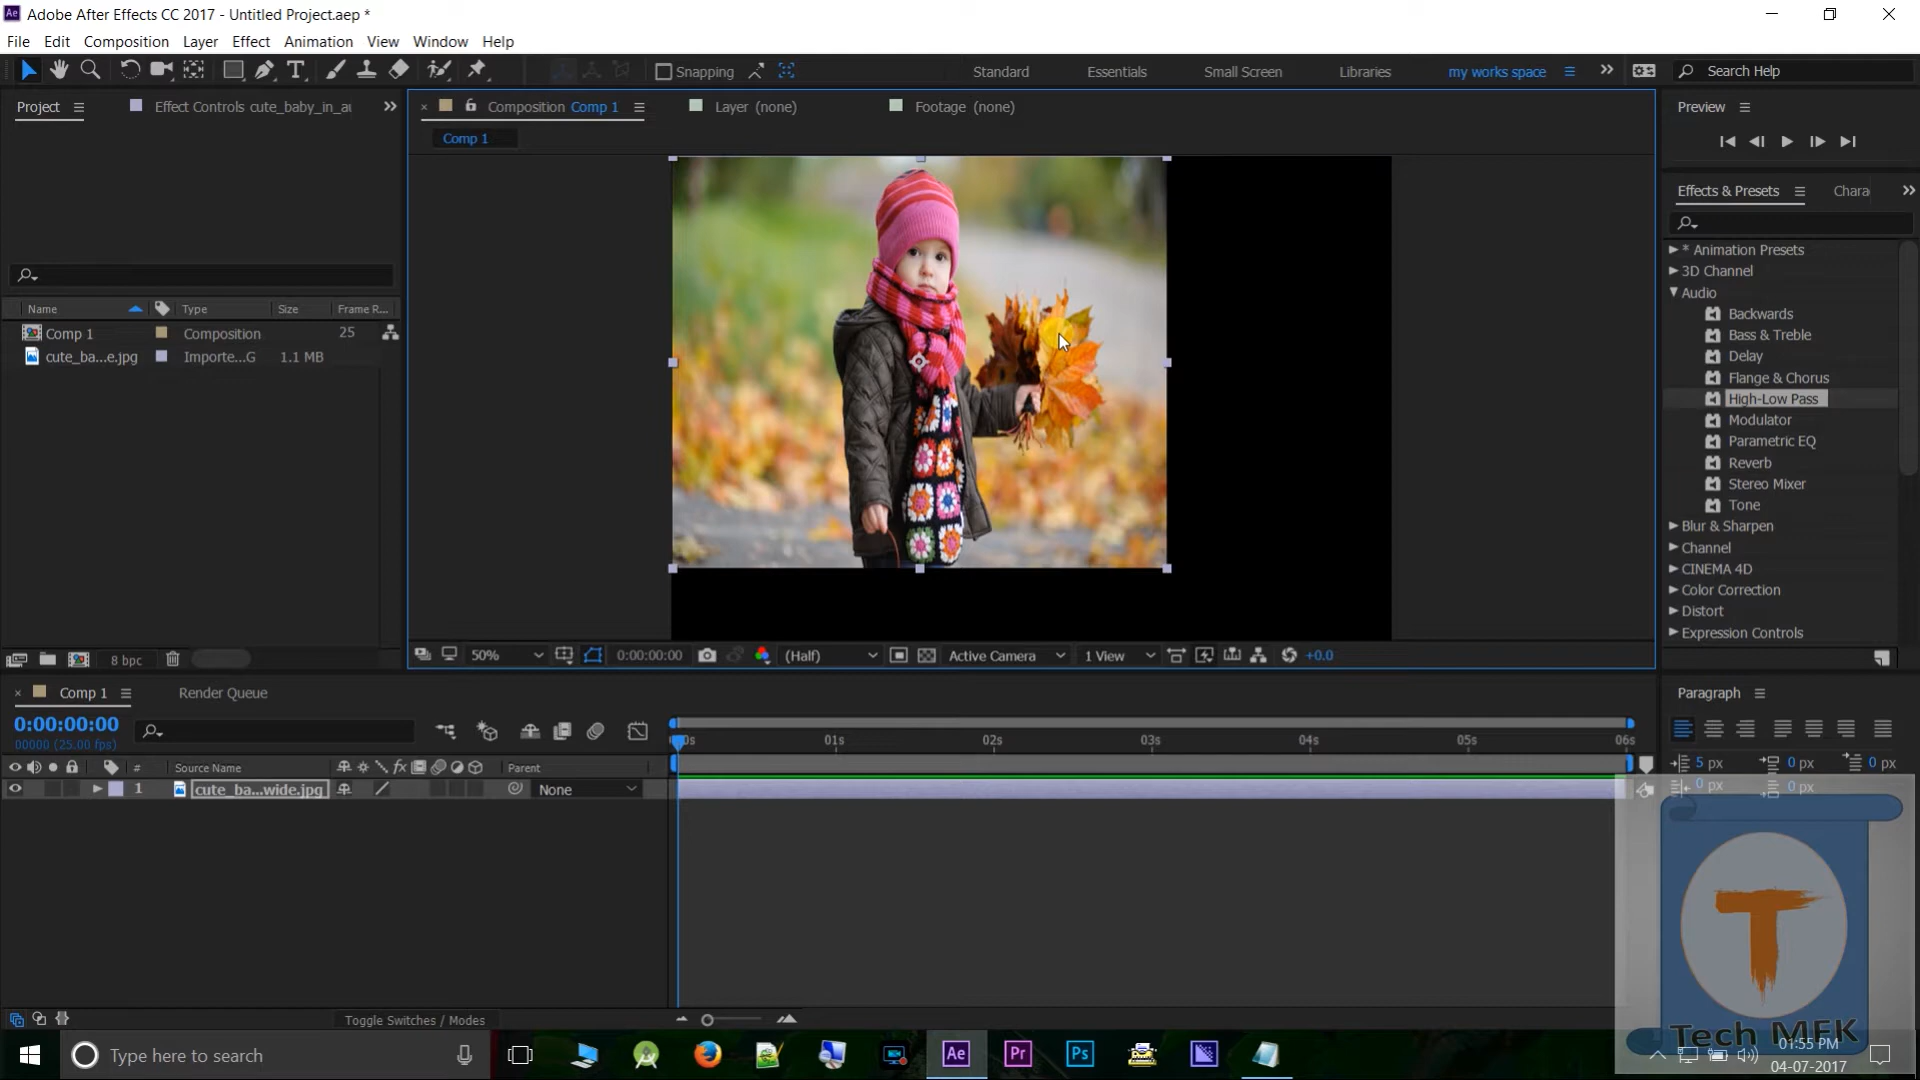 Adobe After Effects CC 2017 - Untitled Project.aep *
File Edit Composition Layer Effect Animation View Window Help
Snapping Standard Essentials Small Screen Libraries my works space Search Help
Project Effect Controls cute_baby_in_au
Composition Comp 1 Layer (none) Footage (none)
Preview
Comp 1
Effects & Presets Chara
* Animation Presets
3D Channel
Audio
Backwards
Bass & Treble
Delay
Flange & Chorus
High-Low Pass
Modulator
Parametric EQ
Reverb
Stereo Mixer
Tone
Blur & Sharpen
Channel
CINEMA 4D
Color Correction
Distort
Expression Controls
Name Type Size Frame R...
Comp 1 Composition 25
cute_ba...e.jpg Importe...G 1.1 MB
8 bpc
50% 0:00:00:00 (Half) Active Camera 1 View +0.0
Comp 1 Render Queue
0:00:00:00
00000 (25.00 fps)
0s 01s 02s 03s 04s 05s 06s
# Source Name fx Parent
1 cute_ba...wide.jpg None
Toggle Switches / Modes
Paragraph
5 px 0 px 0 px
0 px 0 px
T
Tech MFK
Type here to search
Ae Pr Ps
01:55 PM
04-07-2017